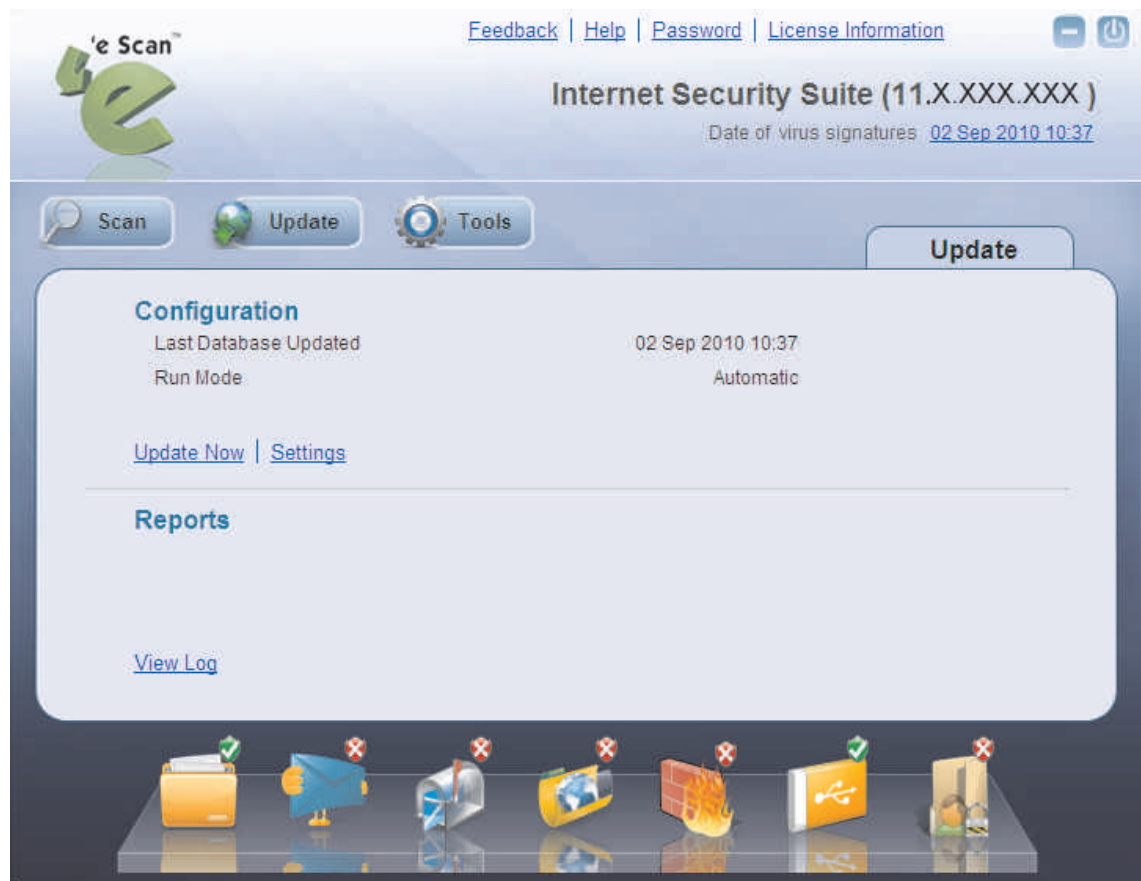 'e Scan™
Feedback | Help | Password | License Information
Internet Security Suite (11.X.XXX.XXX )
Date of virus signatures 02 Sep 2010 10:37
Scan
Update
Tools
Update
Configuration
Last Database Updated 02 Sep 2010 10:37
Run Mode Automatic
Update Now | Settings
Reports
View Log